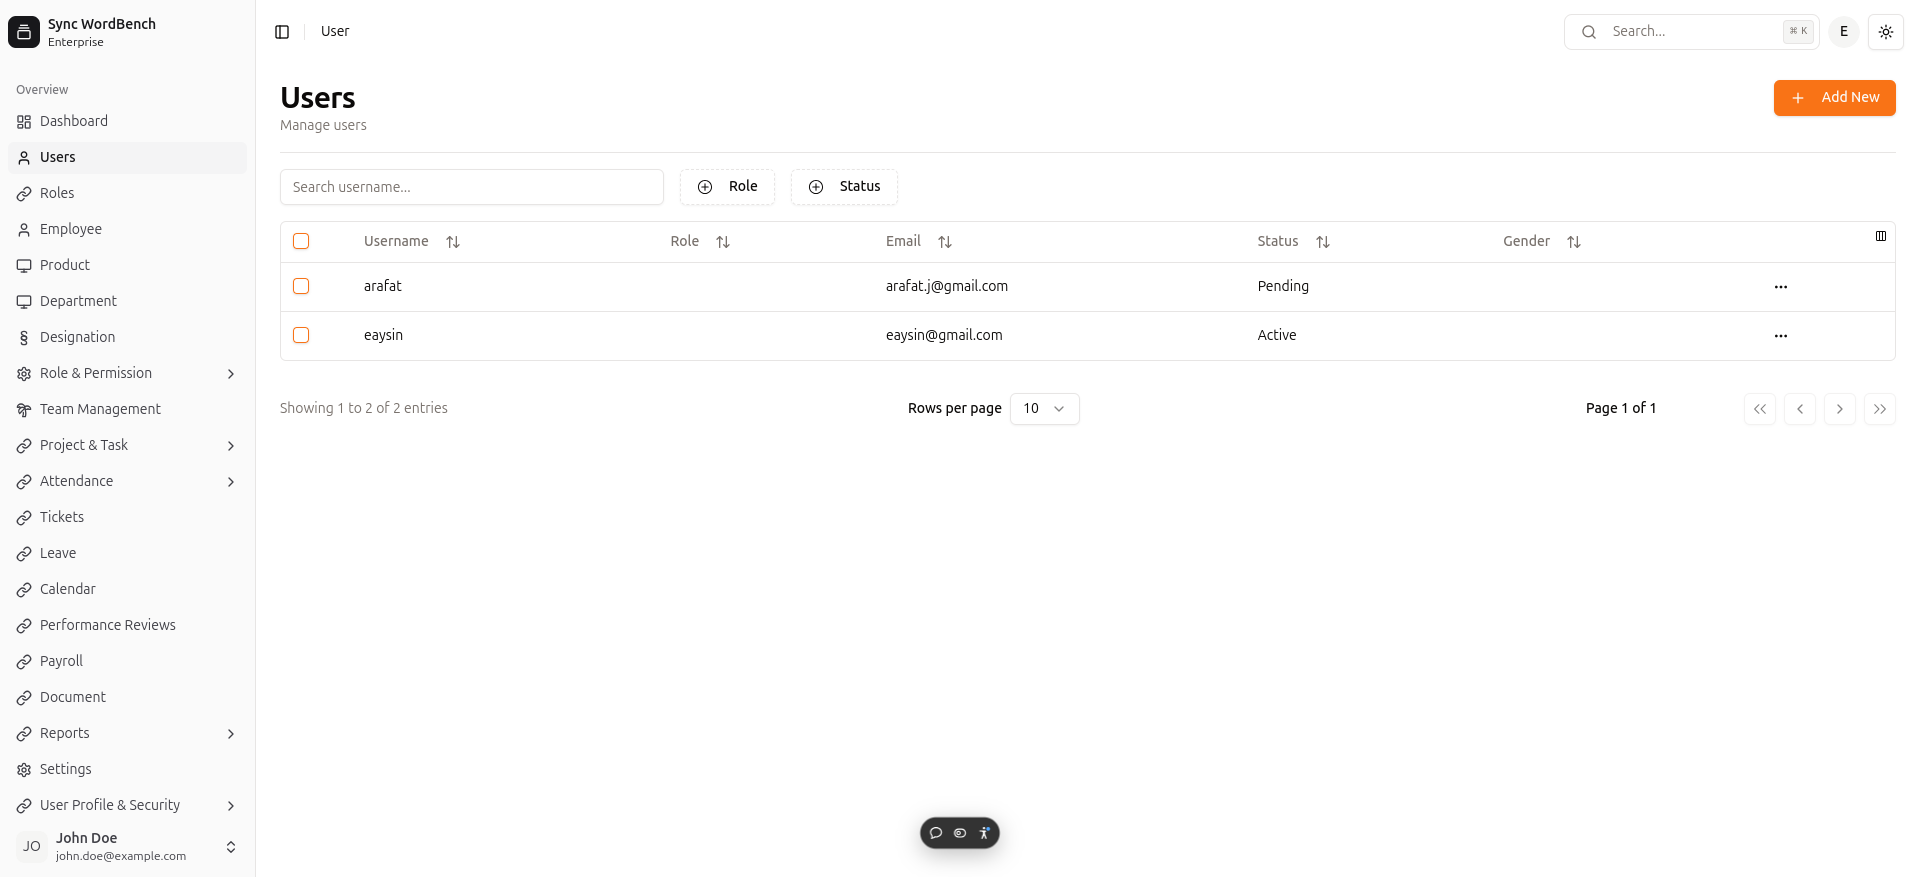 Sync WordBench
Enterprise
Overview
Dashboard
Users
Roles
Employee
Product
Department
Designation
Role & Permission
Team Management
Project & Task
Attendance
Tickets
Leave
Calendar
Performance Reviews
Payroll
Document
Reports
Settings
User Profile & Security
JO
John Doe
john.doe@example.com
User
Search...
⌘ K
E
Users
Manage users
Add New
Search username...
Role
Status
Username Role Email Status Gender
arafat arafat.j@gmail.com Pending
eaysin eaysin@gmail.com Active
Showing 1 to 2 of 2 entries
Rows per page 10
Page 1 of 1